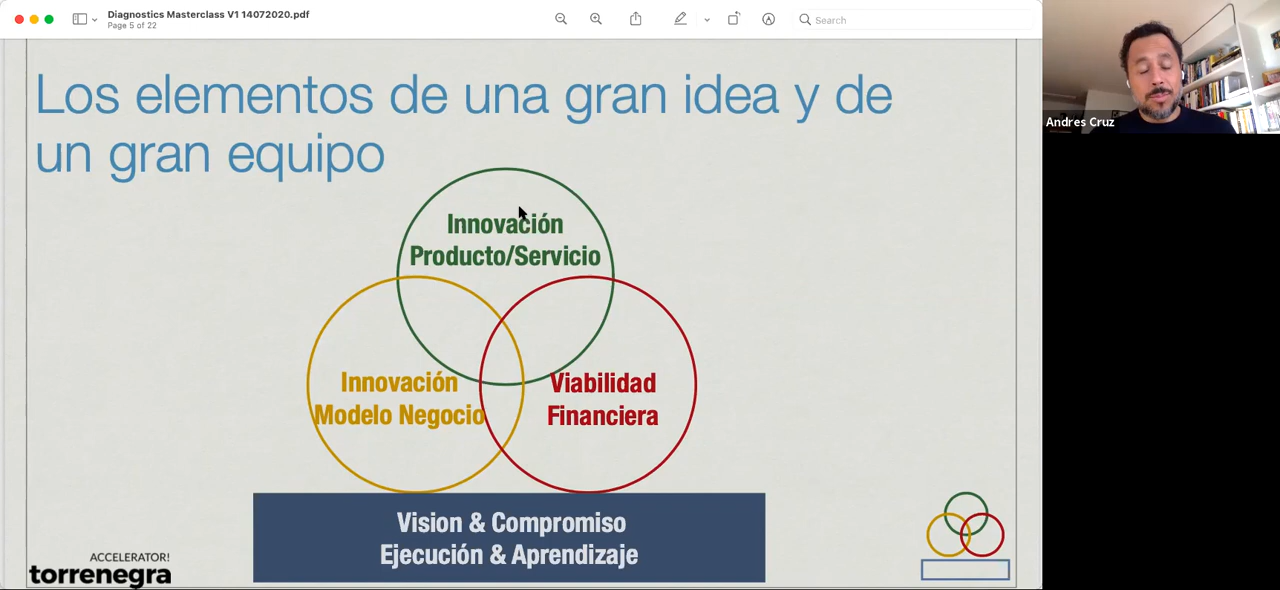 Diagnostics Masterclass V1 14072020.pdf
Page 5 of 22
Search
Los elementos de una gran idea y de
un gran equipo
Andres Cruz
Innovación
Producto/Servicio
Innovación
Modelo Negocio
Viabilidad
Financiera
Vision & Compromiso
Ejecución & Aprendizaje
ACCELERATOR!
torrenegra